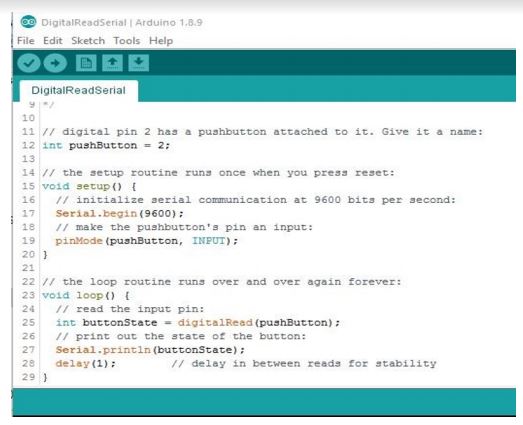 DigitalReadSerial | Arduino 1.8.9
File Edit Sketch Tools Help
DigitalReadSerial
9 */
10
11 // digital pin 2 has a pushbutton attached to it. Give it a name:
12 int pushButton = 2;
13
14 // the setup routine runs once when you press reset:
15 void setup() {
16   // initialize serial communication at 9600 bits per second:
17   Serial.begin(9600);
18   // make the pushbutton's pin an input:
19   pinMode(pushButton, INPUT);
20 }
21
22 // the loop routine runs over and over again forever:
23 void loop() {
24   // read the input pin:
25   int buttonState = digitalRead(pushButton);
26   // print out the state of the button:
27   Serial.println(buttonState);
28   delay(1);        // delay in between reads for stability
29 }